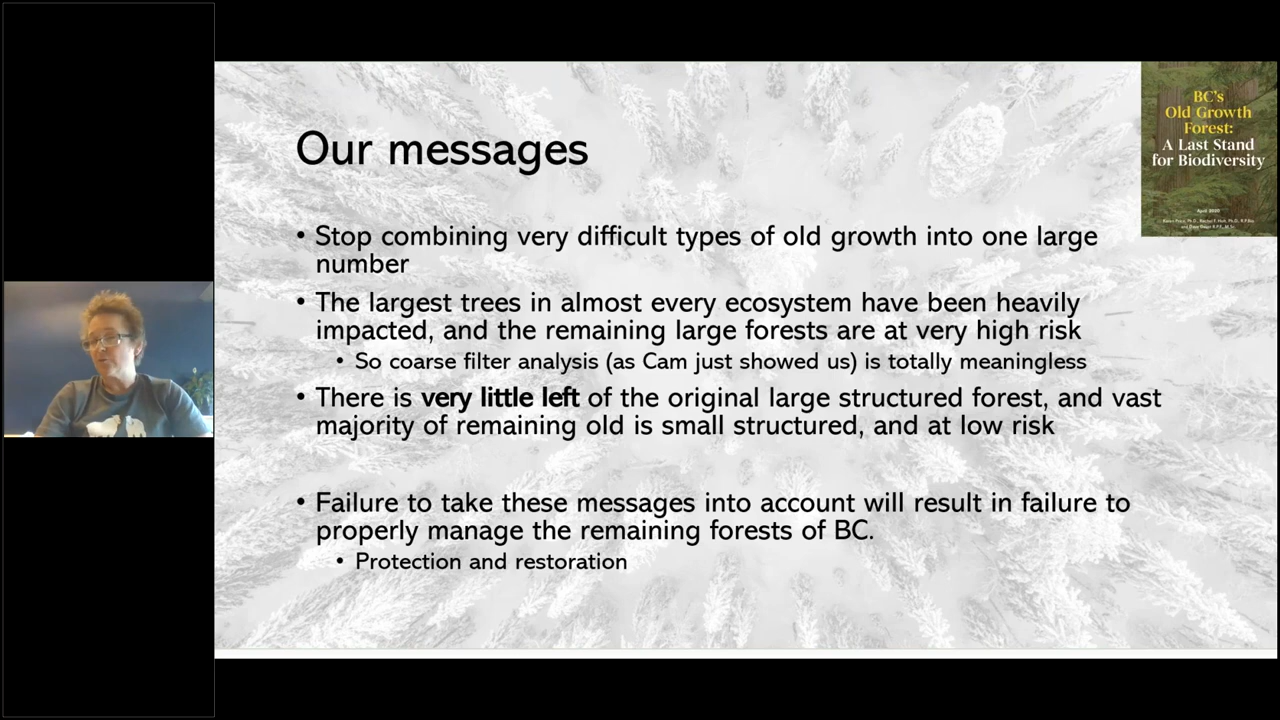 Our messages
• Stop combining very difficult types of old growth into one large
number
• The largest trees in almost every ecosystem have been heavily
impacted, and the remaining large forests are at very high risk
• So coarse filter analysis (as Cam just showed us) is totally meaningless
• There is very little left of the original large structured forest, and vast
majority of remaining old is small structured, and at low risk
• Failure to take these messages into account will result in failure to
properly manage the remaining forests of BC.
• Protection and restoration
BC's
Old Growth
Forest:
A Last Stand
for Biodiversity
April 2020